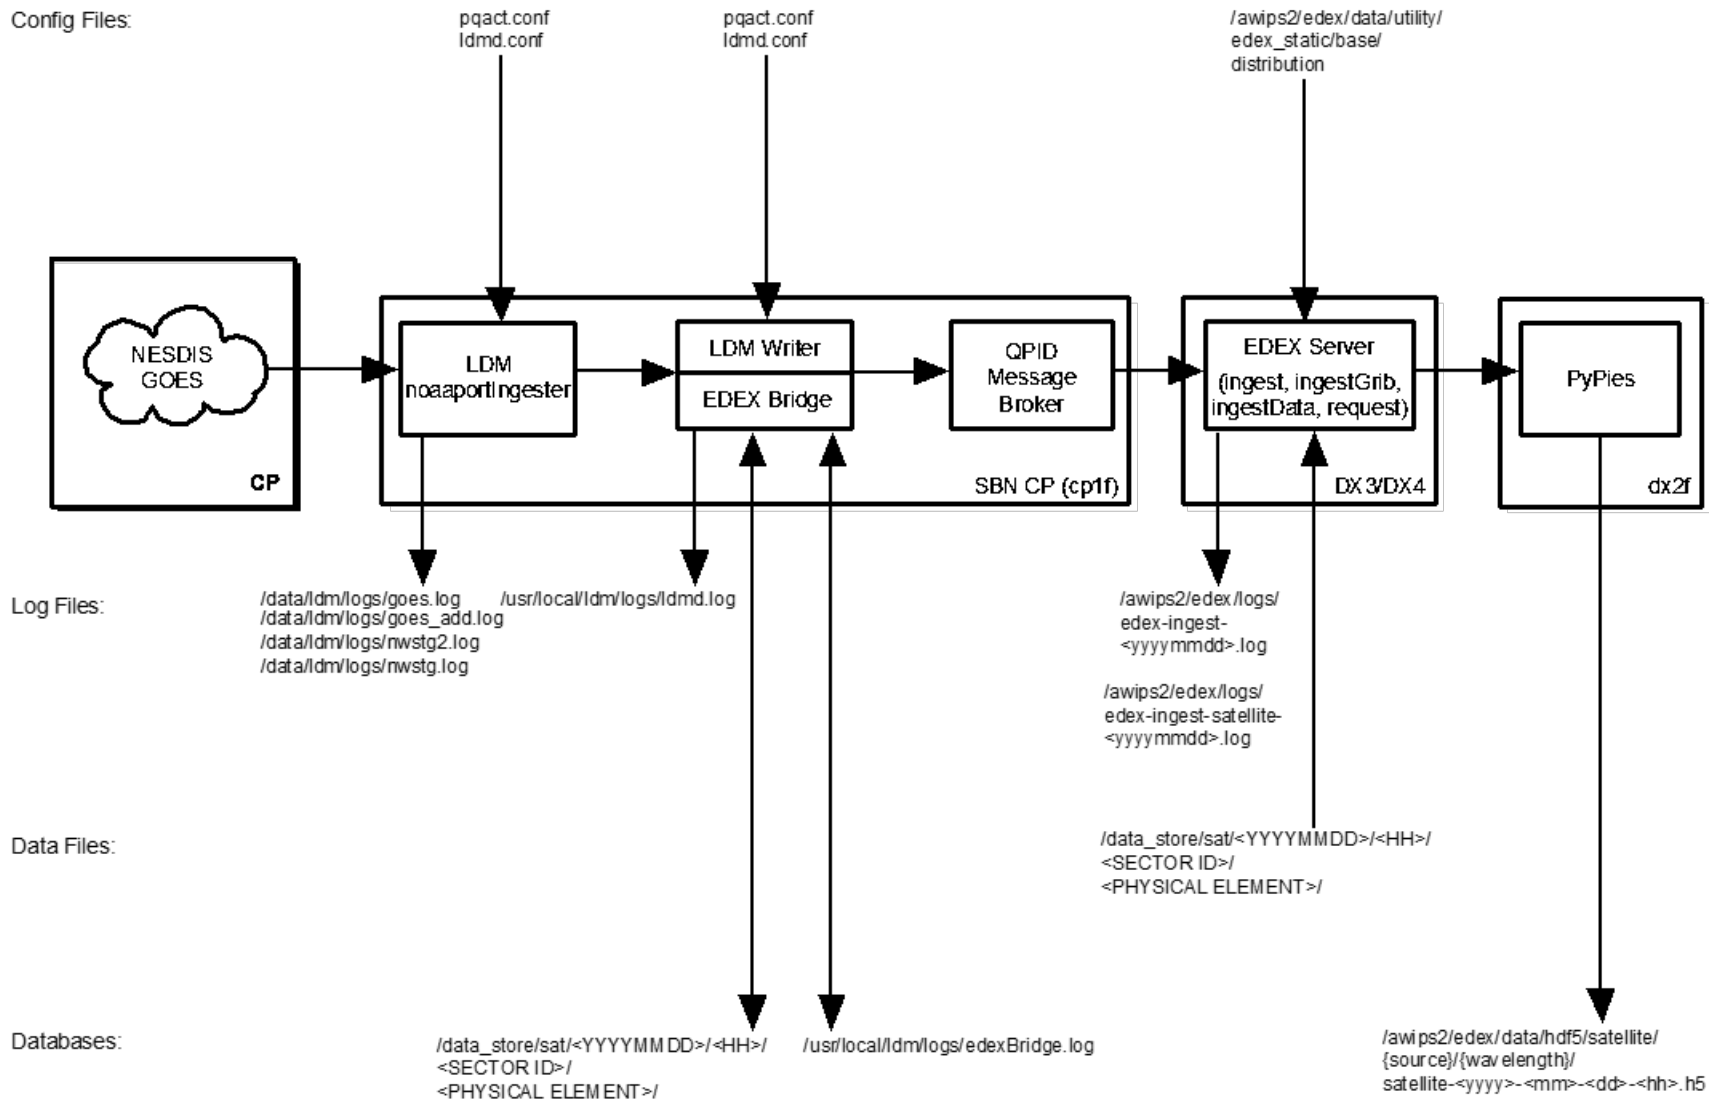 Config Files:
pqact.conf
ldmd.conf
pqact.conf
ldmd.conf
/awips2/edex/data/utility/
edex_static/base/
distribution
NESDIS
GOES
CP
LDM
noaaportIngester
LDM Writer
EDEX Bridge
QPID
Message
Broker
SBN CP (cp1f)
EDEX Server
(ingest, ingestGrib,
ingestData, request)
DX3/DX4
PyPies
dx2f
Log Files:
/data/ldm/logs/goes.log
/data/ldm/logs/goes_add.log
/data/ldm/logs/nwstg2.log
/data/ldm/logs/nwstg.log
/usr/local/ldm/logs/ldmd.log
/awips2/edex/logs/
edex-ingest-
<yyyymmdd>.log
/awips2/edex/logs/
edex-ingest-satellite-
<yyyymmdd>.log
Data Files:
/data_store/sat/<YYYYMMDD>/<HH>/
<SECTOR ID>/
<PHYSICAL ELEMENT>/
Databases:
/data_store/sat/<YYYYMMDD>/<HH>/
<SECTOR ID>/
<PHYSICAL ELEMENT>/
/usr/local/ldm/logs/edexBridge.log
/awips2/edex/data/hdf5/satellite/
{source}/{wavelength}/
satellite-<yyyy>-<mm>-<dd>-<hh>.h5